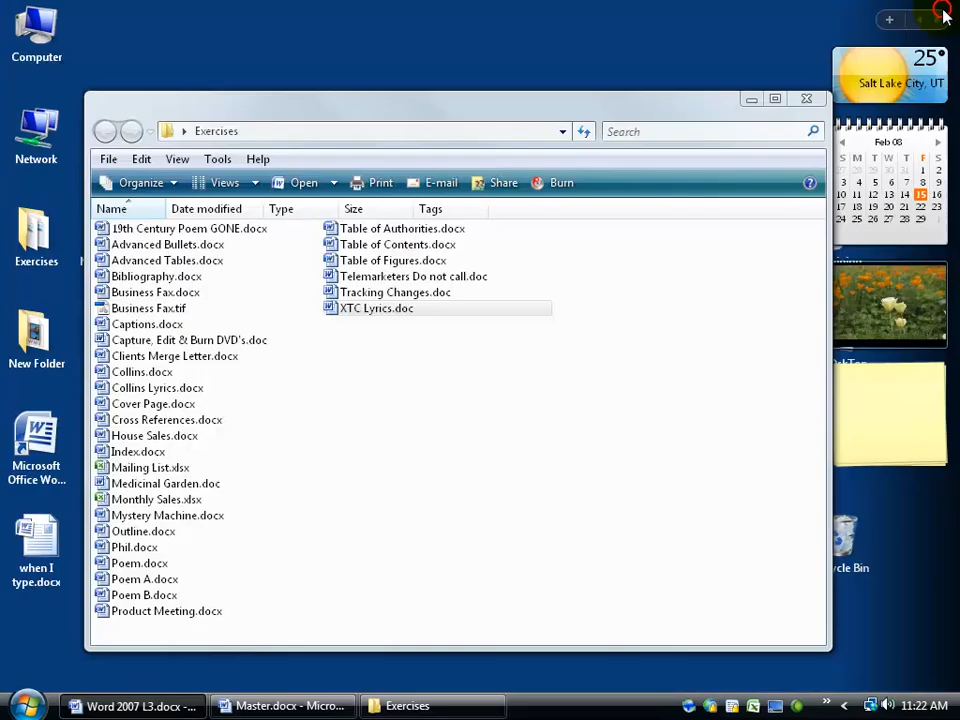 Computer
Network
Exercises
New Folder
Microsoft
Office Wo...
when I
type.docx
Exercises
Search
File Edit View Tools Help
Organize Views Open Print E-mail Share Burn
Name Date modified Type Size Tags
19th Century Poem GONE.docx
Advanced Bullets.docx
Advanced Tables.docx
Bibliography.docx
Business Fax.docx
Business Fax.tif
Captions.docx
Capture, Edit & Burn DVD's.doc
Clients Merge Letter.docx
Collins.docx
Collins Lyrics.docx
Cover Page.docx
Cross References.docx
House Sales.docx
Index.docx
Mailing List.xlsx
Medicinal Garden.doc
Monthly Sales.xlsx
Mystery Machine.docx
Outline.docx
Phil.docx
Poem.docx
Poem A.docx
Poem B.docx
Product Meeting.docx
Table of Authorities.docx
Table of Contents.docx
Table of Figures.docx
Telemarketers Do not call.doc
Tracking Changes.doc
XTC Lyrics.doc
25°
Salt Lake City, UT
Feb 08
S M T W T F S
1 2
3 4 5 6 7 8 9
10 11 12 13 14 15 16
17 18 19 20 21 22 23
24 25 26 27 28 29
cle Bin
Word 2007 L3.docx -...
Master.docx - Micro...
Exercises
11:22 AM